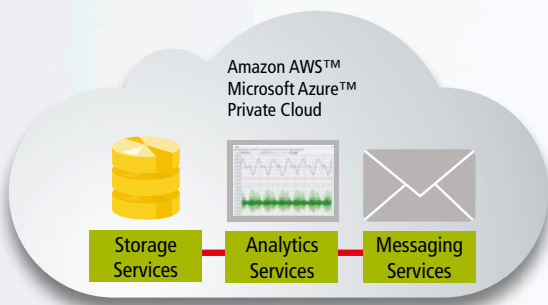 Amazon AWS™
Microsoft Azure™
Private Cloud
Storage
Services
Analytics
Services
Messaging
Services